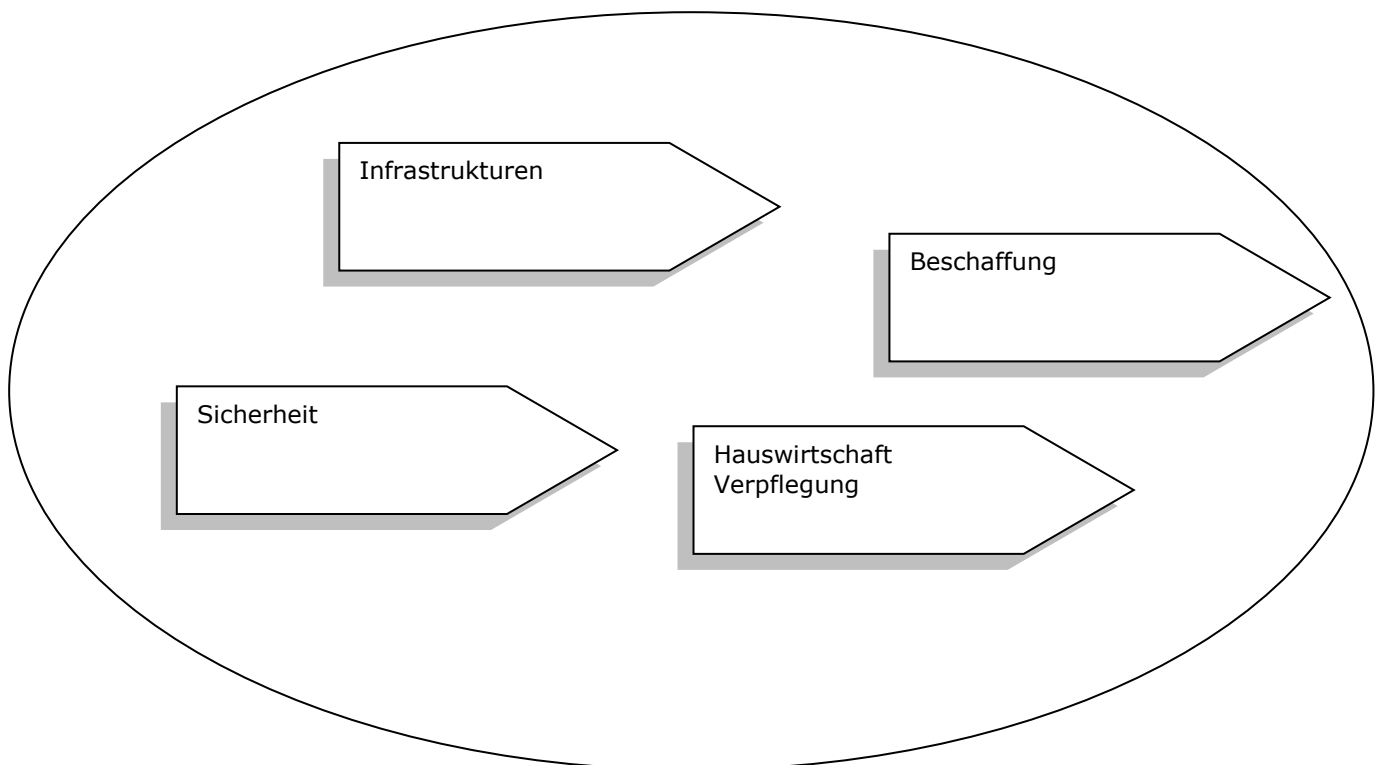 Infrastrukturen
Beschaffung
Sicherheit
Hauswirtschaft
Verpflegung